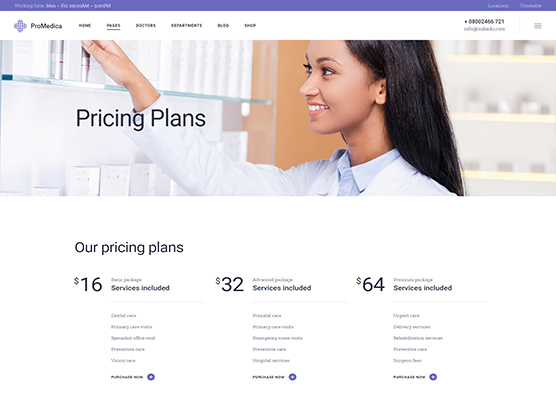 Working time: Mon – Fri: 09:00AM – 5:00PM
Locations
Timetable
ProMedica
HOME
PAGES
DOCTORS
DEPARTMENTS
BLOG
SHOP
+ 08002466 721
Pricing Plans
Our pricing plans
$16
Basic package
Services included
Dental care
Primary care visits
Specialist office visit
Preventive care
Vision care
PURCHASE NOW
$32
Advanced package
Services included
Prenatal care
Primary care visits
Emergency room visits
Preventive care
Hospital services
PURCHASE NOW
$64
Premium package
Services included
Urgent care
Delivery services
Rehabilitation services
Preventive care
Surgeon fees
PURCHASE NOW